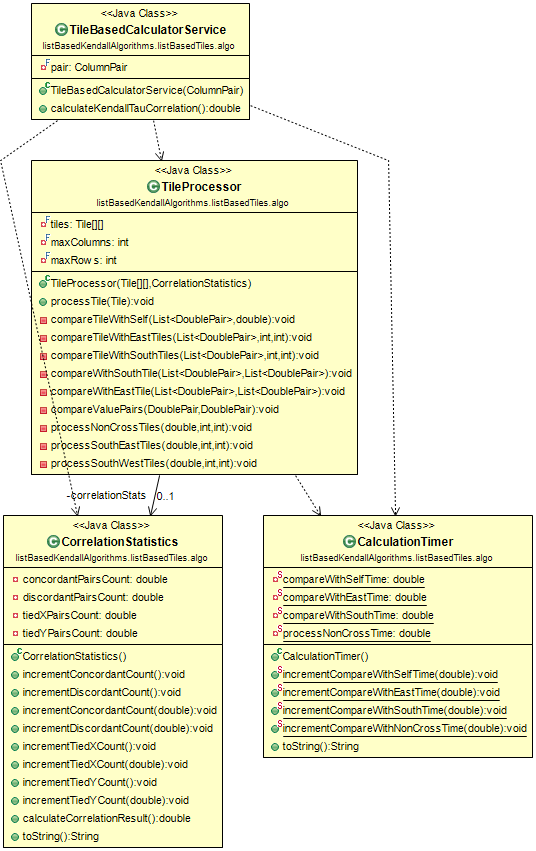 <<Java Class>>
TileBasedCalculatorService
listBasedKendallAlgorithms.listBasedTiles.algo
pair: ColumnPair
TileBasedCalculatorService(ColumnPair)
calculateKendallTauCorrelation():double
<<Java Class>>
TileProcessor
listBasedKendallAlgorithms.listBasedTiles.algo
tiles: Tile[][]
maxColumns: int
maxRows: int
TileProcessor(Tile[][],CorrelationStatistics)
processTile(Tile):void
compareTileWithSelf(List<DoublePair>,double):void
compareTileWithEastTiles(List<DoublePair>,int,int):void
compareTileWithSouthTiles(List<DoublePair>,int,int):void
compareWithSouthTile(List<DoublePair>,List<DoublePair>):void
compareWithEastTile(List<DoublePair>,List<DoublePair>):void
compareValuePairs(DoublePair,DoublePair):void
processNonCrossTiles(double,int,int):void
processSouthEastTiles(double,int,int):void
processSouthWestTiles(double,int,int):void
-correlationStats 0..1
<<Java Class>>
CorrelationStatistics
listBasedKendallAlgorithms.listBasedTiles.algo
concordantPairsCount: double
discordantPairsCount: double
tiedXPairsCount: double
tiedYPairsCount: double
CorrelationStatistics()
incrementConcordantCount():void
incrementDiscordantCount():void
incrementConcordantCount(double):void
incrementDiscordantCount(double):void
incrementTiedXCount():void
incrementTiedXCount(double):void
incrementTiedYCount():void
incrementTiedYCount(double):void
calculateCorrelationResult():double
toString():String
<<Java Class>>
CalculationTimer
listBasedKendallAlgorithms.listBasedTiles.algo
compareWithSelfTime: double
compareWithEastTime: double
compareWithSouthTime: double
processNonCrossTime: double
CalculationTimer()
incrementCompareWithSelfTime(double):void
incrementCompareWithEastTime(double):void
incrementCompareWithSouthTime(double):void
incrementCompareWithNonCrossTime(double):void
toString():String